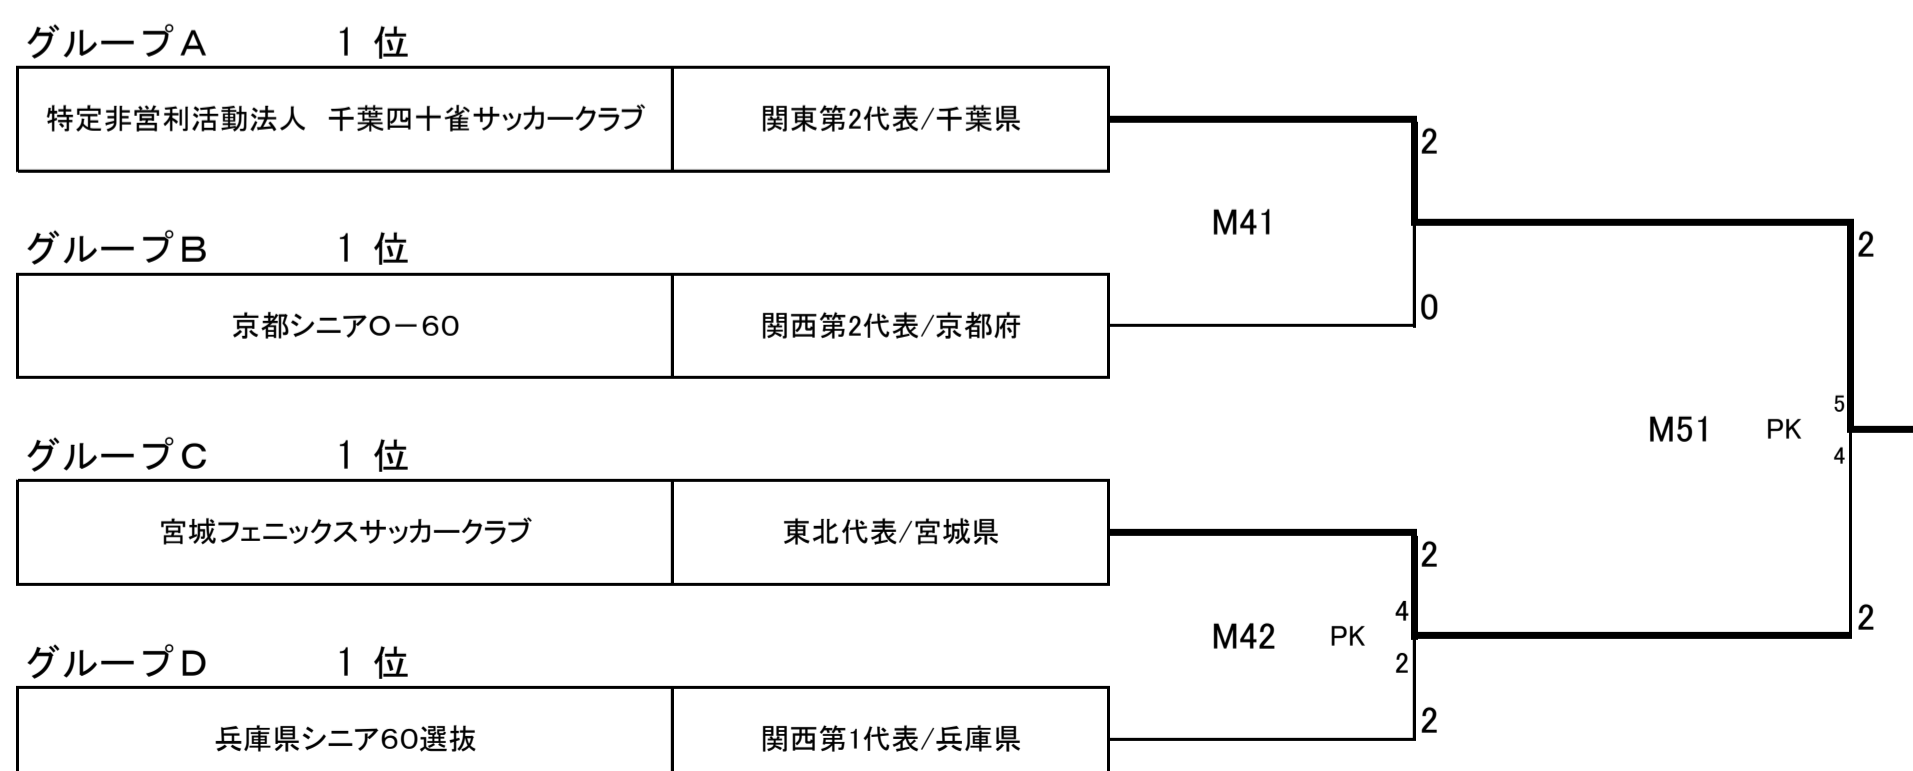 グループA 1 位
特定非営利活動法人　千葉四十雀サッカークラブ 関東第2代表/千葉県
2
M41
グループB 1 位
2
京都シニアO－60 関西第2代表/京都府
0
5
M51 PK
4
グループC 1 位
宮城フェニックスサッカークラブ 東北代表/宮城県
2
4
2
M42 PK
2
グループD 1 位
2
兵庫県シニア60選抜 関西第1代表/兵庫県